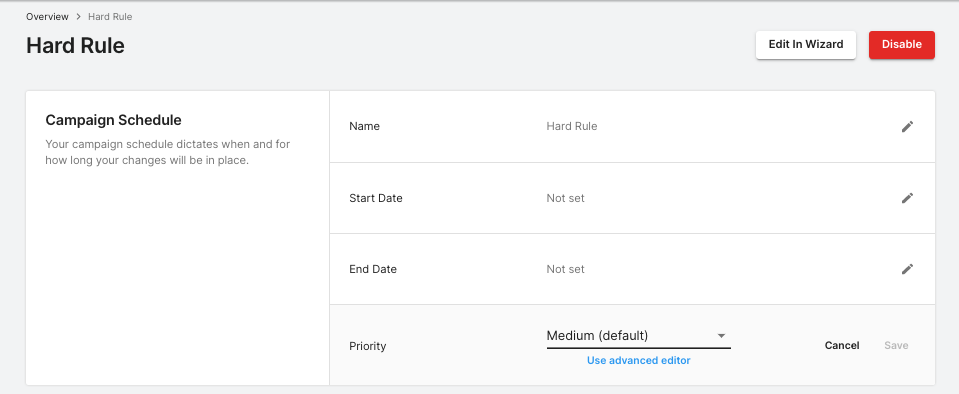 Overview > Hard Rule
Hard Rule
Edit In Wizard
Disable
Campaign Schedule
Your campaign schedule dictates when and for
how long your changes will be in place.
Name Hard Rule
Start Date Not set
End Date Not set
Priority Medium (default) Cancel Save
Use advanced editor